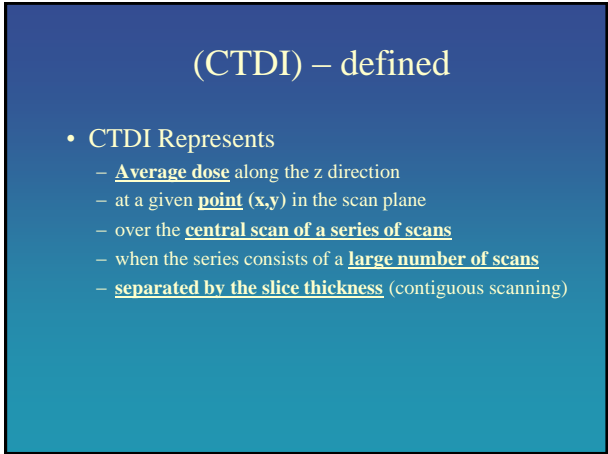 (CTDI) – defined
• CTDI Represents
– Average dose along the z direction
– at a given point (x,y) in the scan plane
– over the central scan of a series of scans
– when the series consists of a large number of scans
– separated by the slice thickness (contiguous scanning)